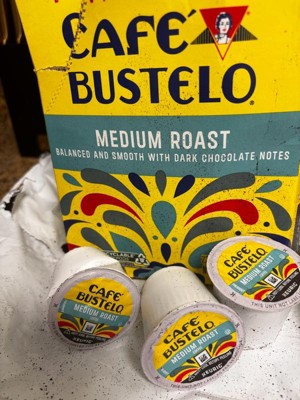 CAFÉ
BUSTELO®
MEDIUM ROAST
BALANCED AND SMOOTH WITH DARK CHOCOLATE NOTES
CAFÉ
BUSTELO
MEDIUM ROAST
KEURIG
CAFÉ
BUSTELO
MEDIUM ROAST
KEURIG
CAFÉ
BUSTELO
MEDIUM ROAST
KEURIG